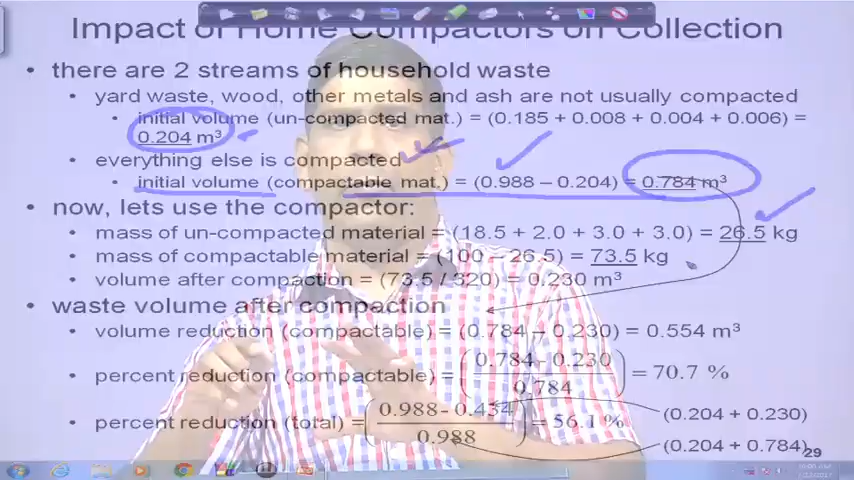 Impact of Home Compactors on Collection
• there are 2 streams of household waste
• yard waste, wood, other metals and ash are not usually compacted
• initial volume (un-compacted mat.) = (0.185 + 0.008 + 0.004 + 0.006) =
0.204 m³
• everything else is compacted
• initial volume (compactable mat.) = (0.988 – 0.204) = 0.784 m³
• now, lets use the compactor:
• mass of un-compacted material = (18.5 + 2.0 + 3.0 + 3.0) = 26.5 kg
• mass of compactable material = (100 – 26.5) = 73.5 kg
• volume after compaction = (73.5 / 320) = 0.230 m³
• waste volume after compaction
• volume reduction (compactable) = (0.784 – 0.230) = 0.554 m³
• percent reduction (compactable) = (0.784 - 0.230 / 0.784) = 70.7 %
• percent reduction (total) = (0.988 - 0.434 / 0.988) = 56.1 %
(0.204 + 0.230)
(0.204 + 0.784)
29